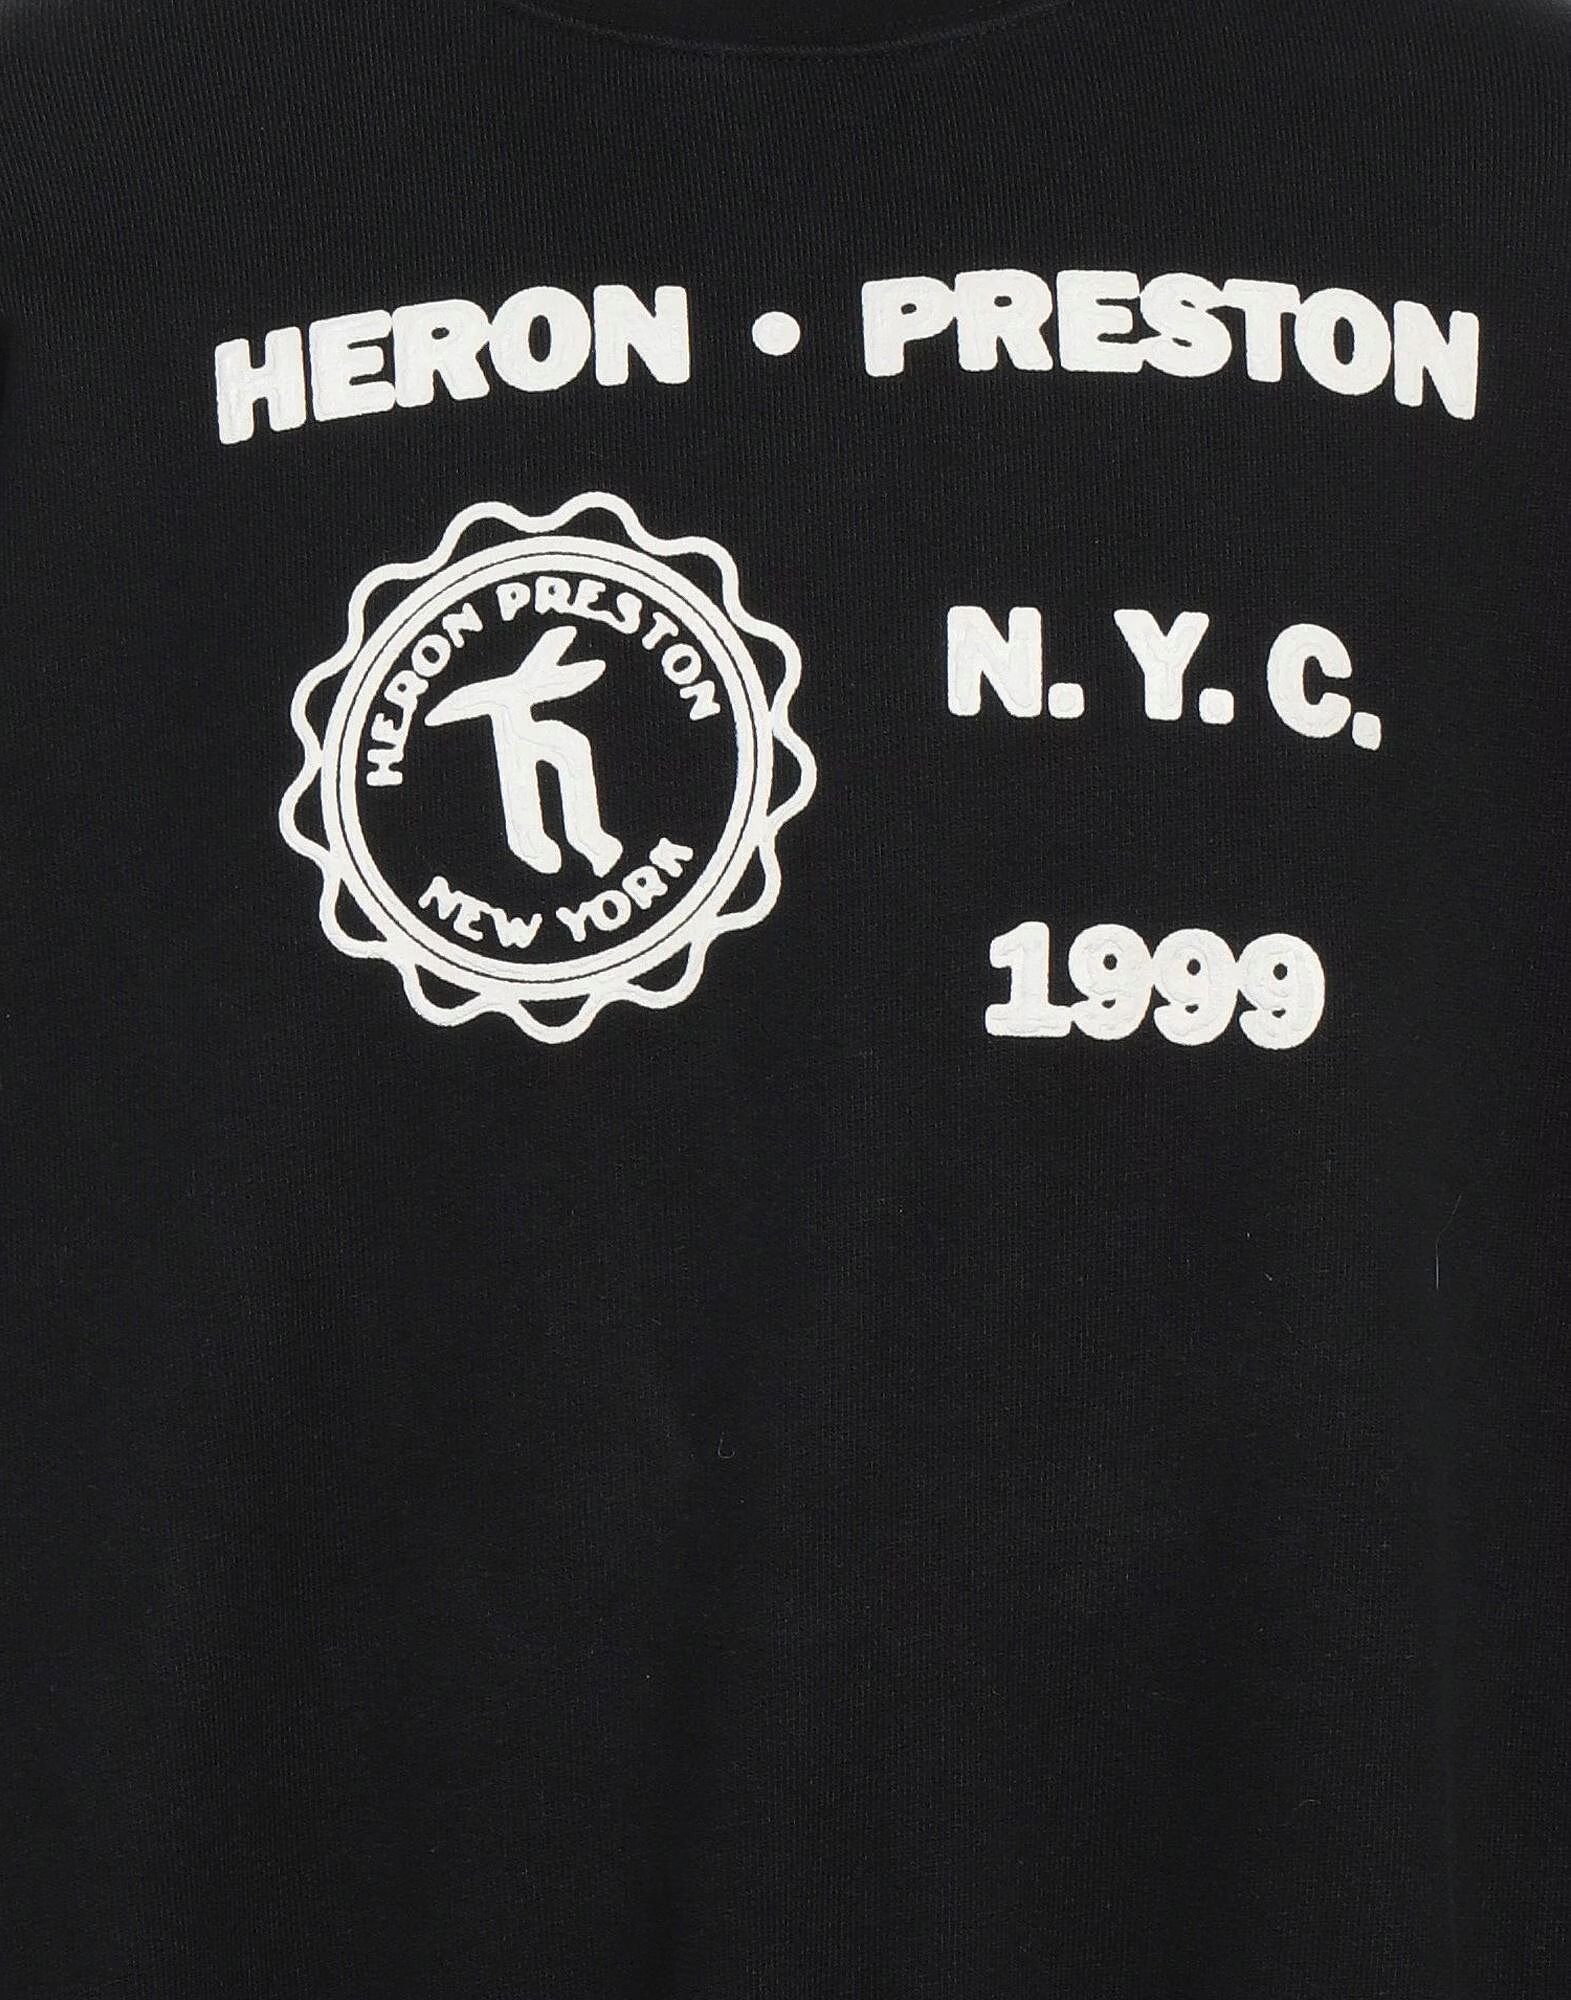 HERON • PRESTON
HERON PRESTON
NEW YORK
N.Y.C.
1999